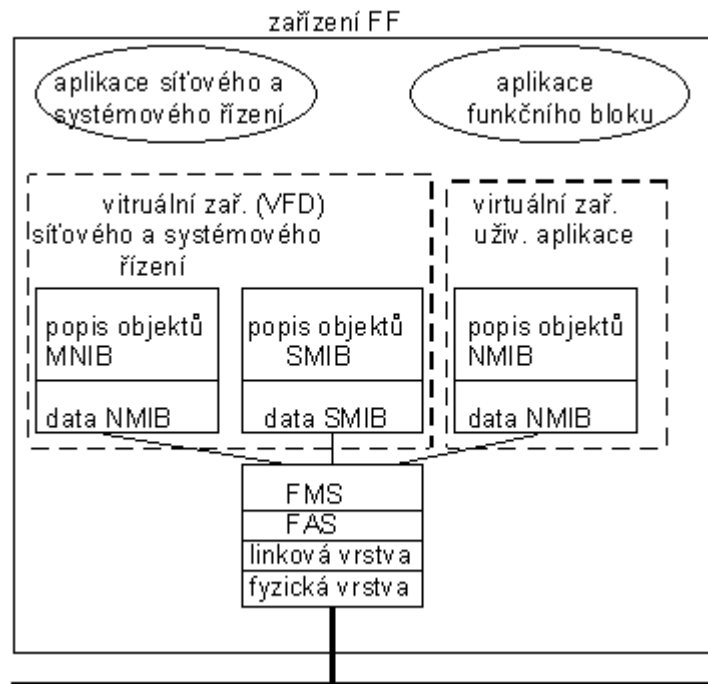 zařízení FF
aplikace síťového a
systémového řízení
aplikace
funkčního bloku
vitruální zař. (VFD)
síťového a systémového
řízení
virtuální zař.
uživ. aplikace
popis objektů
MNIB
data NMIB
popis objektů
SMIB
data SMIB
popis objektů
NMIB
data NMIB
FMS
FAS
linková vrstva
fyzická vrstva